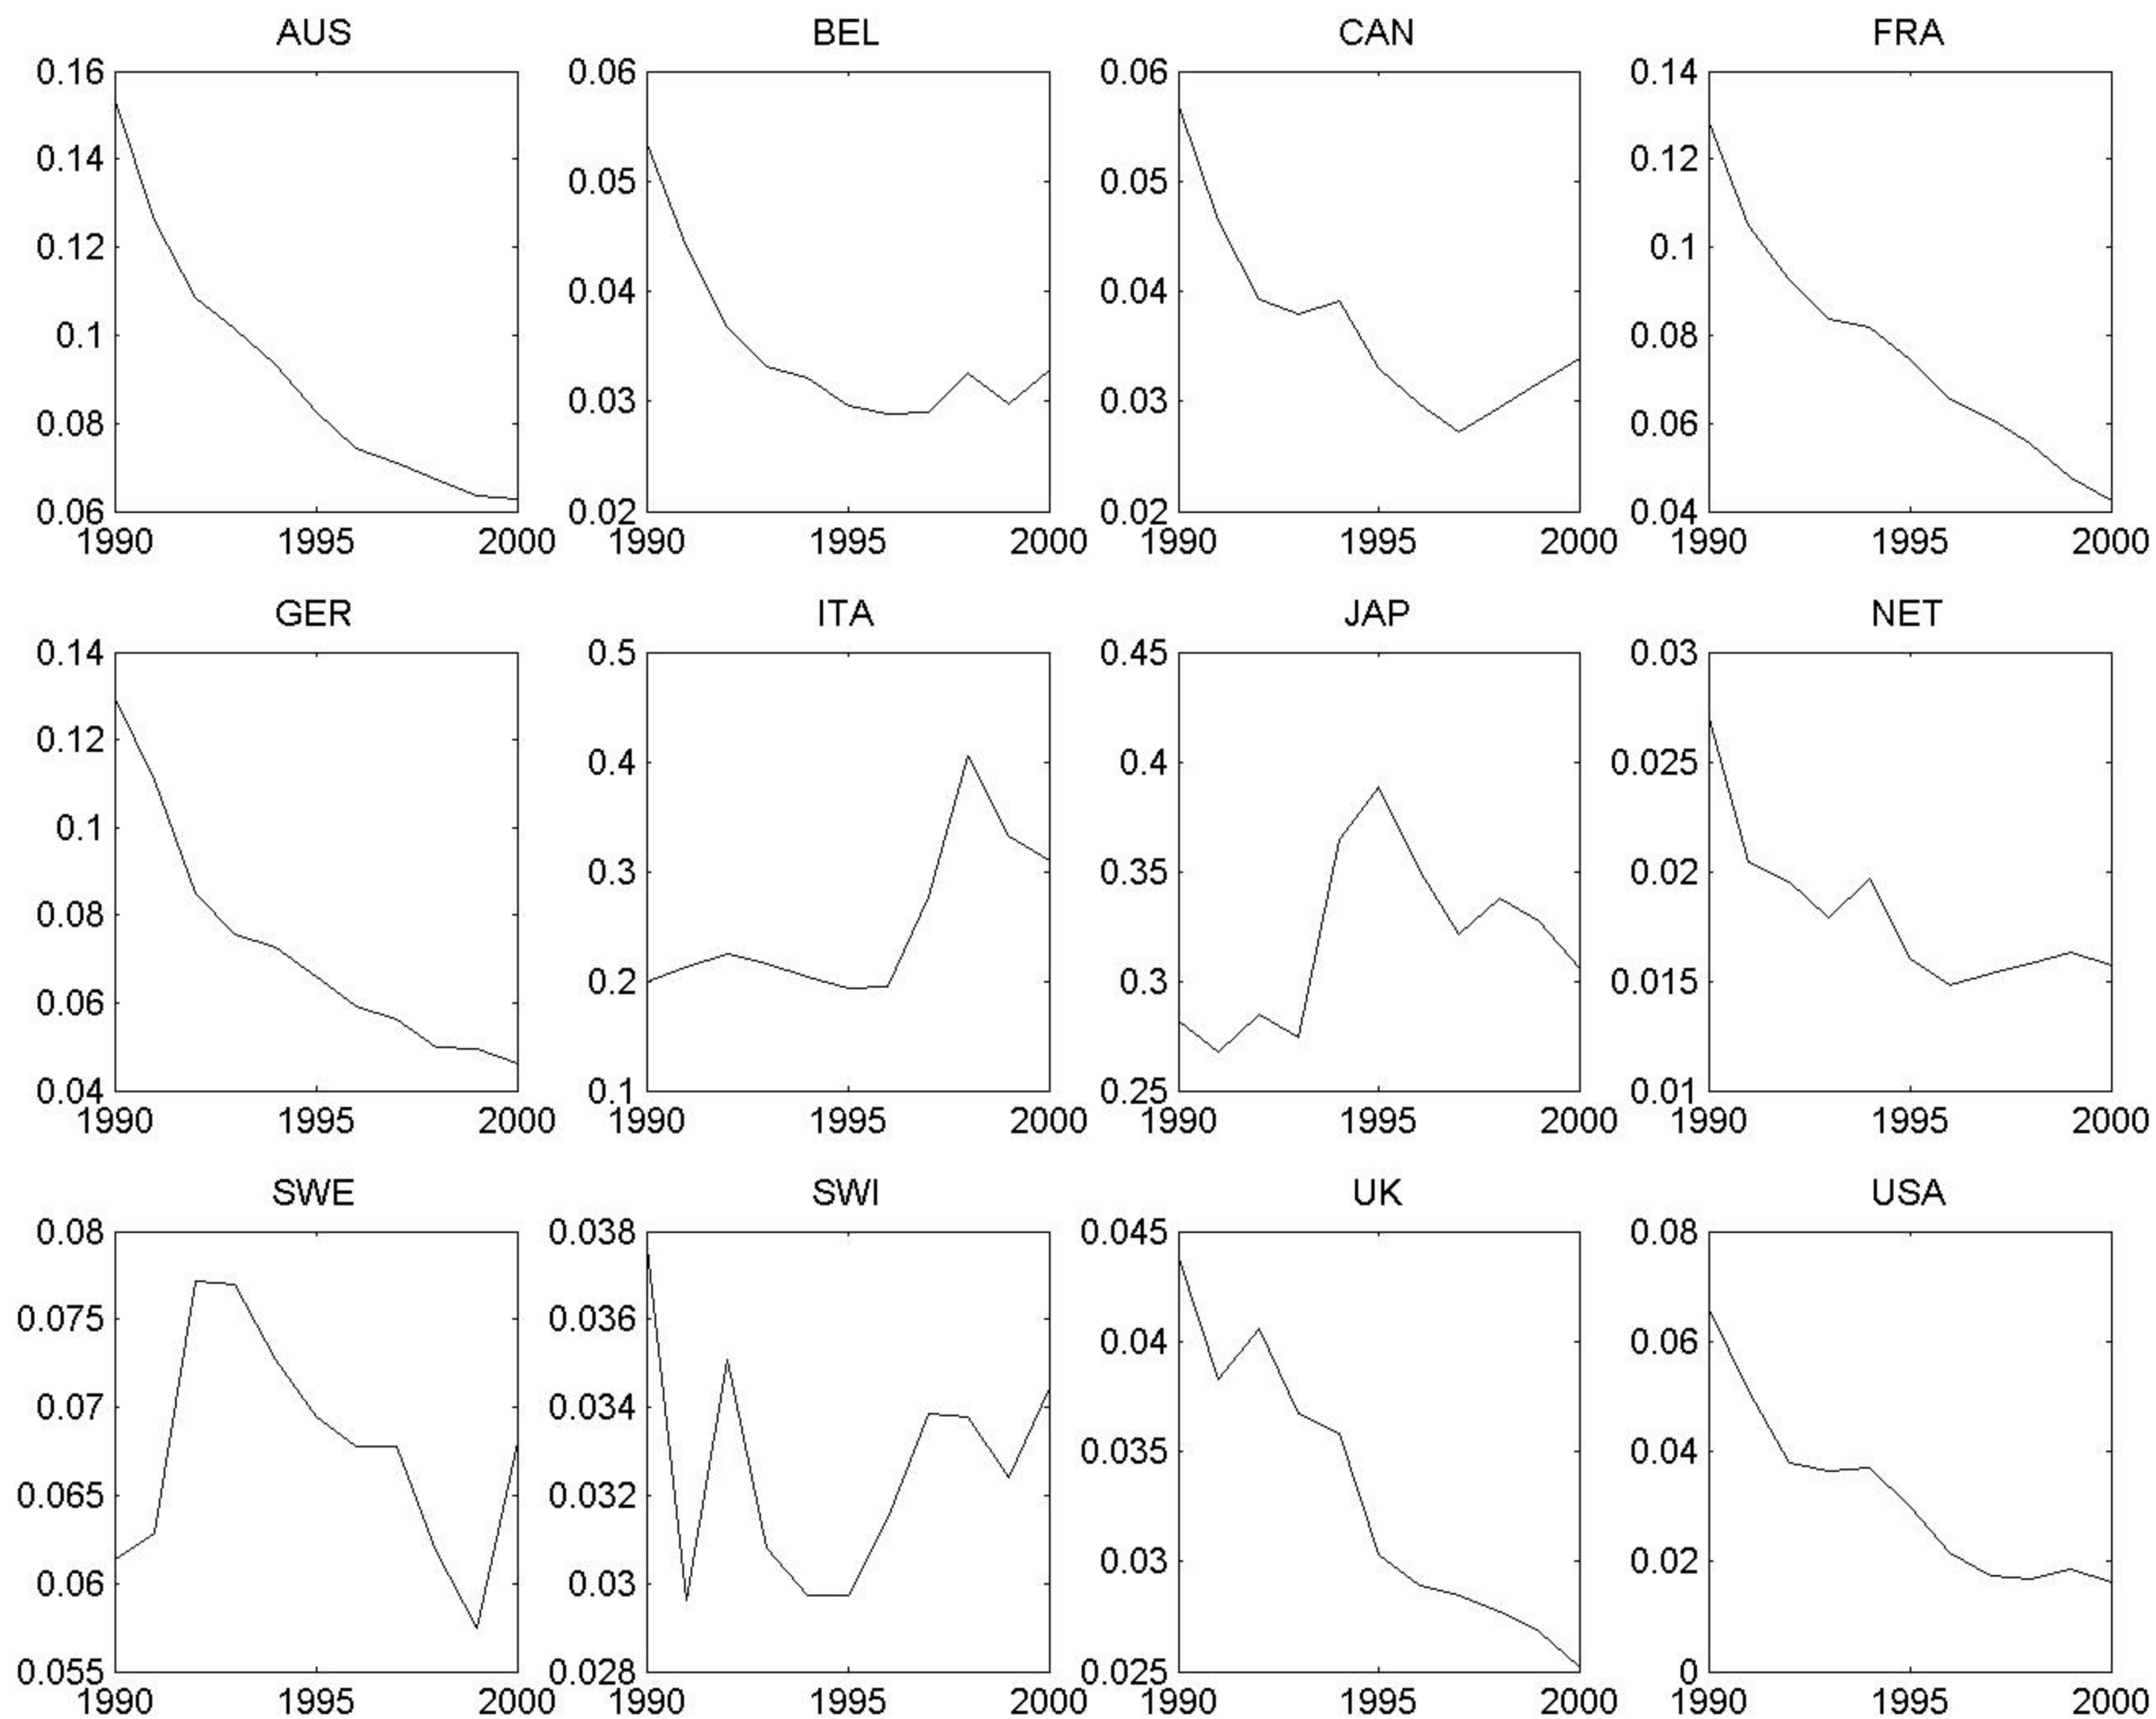 AUS BEL CAN FRA
0.16 0.06 0.06 0.14
0.14 0.05 0.05 0.12
0.12 0.04 0.04 0.1
0.1 0.03 0.03 0.08
0.08 0.02 0.02 0.06
0.06 0.04
1990 1995 2000 1990 1995 2000 1990 1995 2000 1990 1995 2000
GER ITA JAP NET
0.14 0.5 0.45 0.03
0.12 0.4 0.4 0.025
0.1 0.3 0.35 0.02
0.08 0.2 0.3 0.015
0.06 0.1 0.25 0.01
0.04
1990 1995 2000 1990 1995 2000 1990 1995 2000 1990 1995 2000
SWE SWI UK USA
0.08 0.038 0.045 0.08
0.075 0.036 0.04 0.06
0.07 0.034 0.035 0.04
0.065 0.032 0.03 0.02
0.06 0.03 0.025 0
0.055 0.028
1990 1995 2000 1990 1995 2000 1990 1995 2000 1990 1995 2000